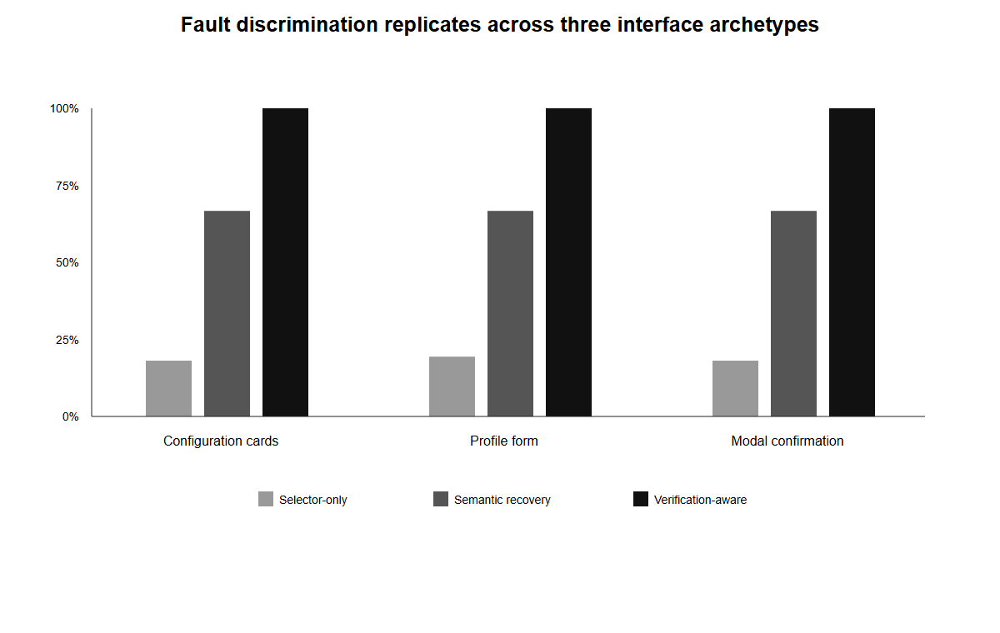 Fault discrimination replicates across three interface archetypes
100%
75%
50%
25%
0%
Configuration cards
Profile form
Modal confirmation
Selector-only
Semantic recovery
Verification-aware